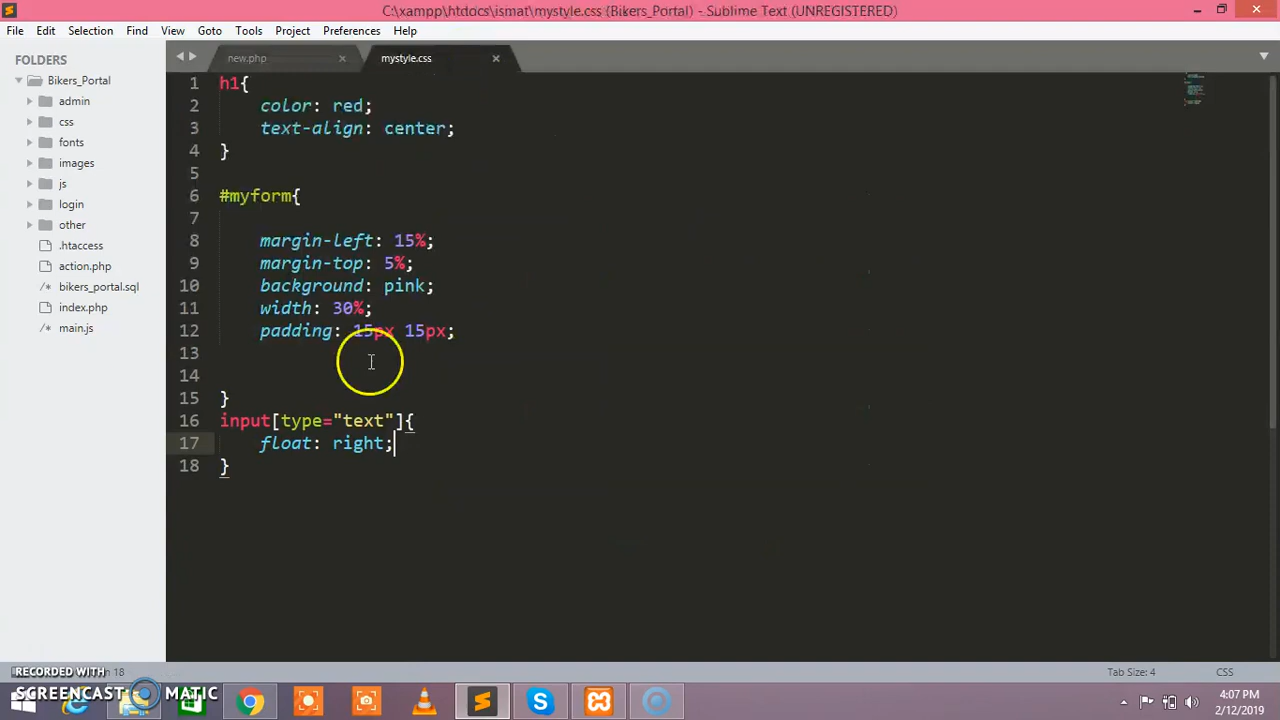 C:\xampp\htdocs\ismat\mystyle.css (Bikers_Portal) - Sublime Text (UNREGISTERED)
File Edit Selection Find View Goto Tools Project Preferences Help
FOLDERS
Bikers_Portal
admin
css
fonts
images
js
login
other
.htaccess
action.php
/* bikers_portal.sql
index.php
/* main.js
new.php
mystyle.css
1 h1{
2 color: red;
3 text-align: center;
4 }
5
6 #myform{
7
8 margin-left: 15%;
9 margin-top: 5%;
10 background: pink;
11 width: 30%;
12 padding: 15px 15px;
13
14
15 }
16 input[type="text"]{
17 float: right;
18 }
18
Tab Size: 4 CSS
RECORDED WITH
SCREENCAST MATIC
4:07 PM
2/12/2019